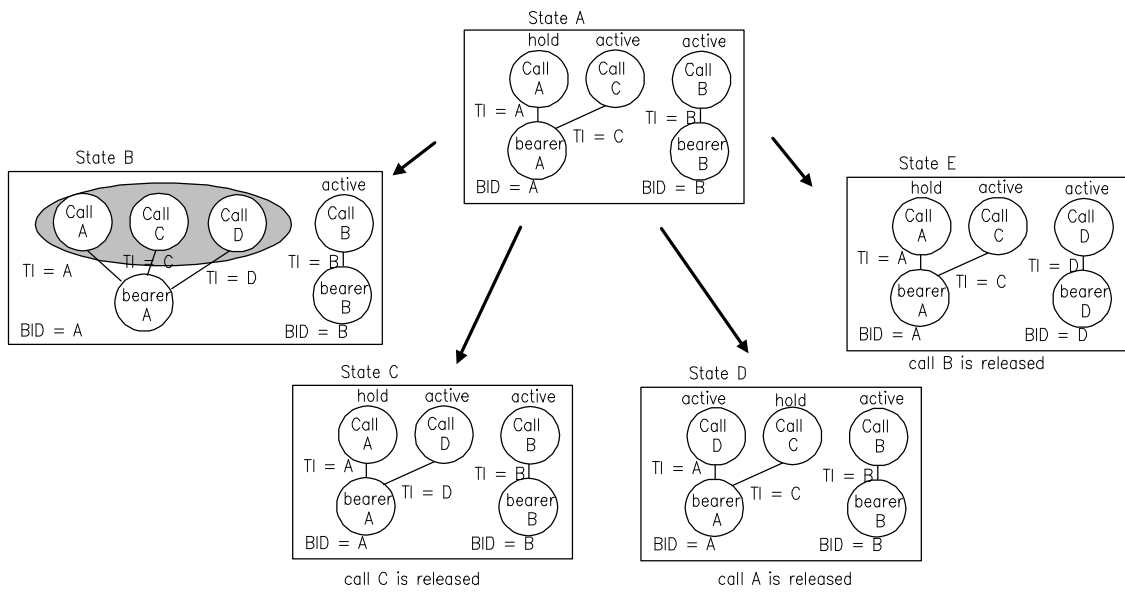 State A
hold active active
Call A
Call C
Call B
TI = A
TI = C
TI = B
bearer A
bearer B
BID = A
BID = B
State B
active
Call A
Call C
Call D
Call B
TI = A
TI = C
TI = D
TI = B
bearer A
bearer B
BID = A
BID = B
State E
hold active active
Call A
Call C
Call D
TI = A
TI = C
TI = D
bearer A
bearer D
BID = A
BID = D
call B is released
State C
hold active active
Call A
Call D
Call B
TI = A
TI = D
TI = B
bearer A
bearer B
BID = A
BID = B
call C is released
State D
active hold active
Call D
Call C
Call B
TI = A
TI = C
TI = B
bearer A
bearer B
BID = A
BID = B
call A is released